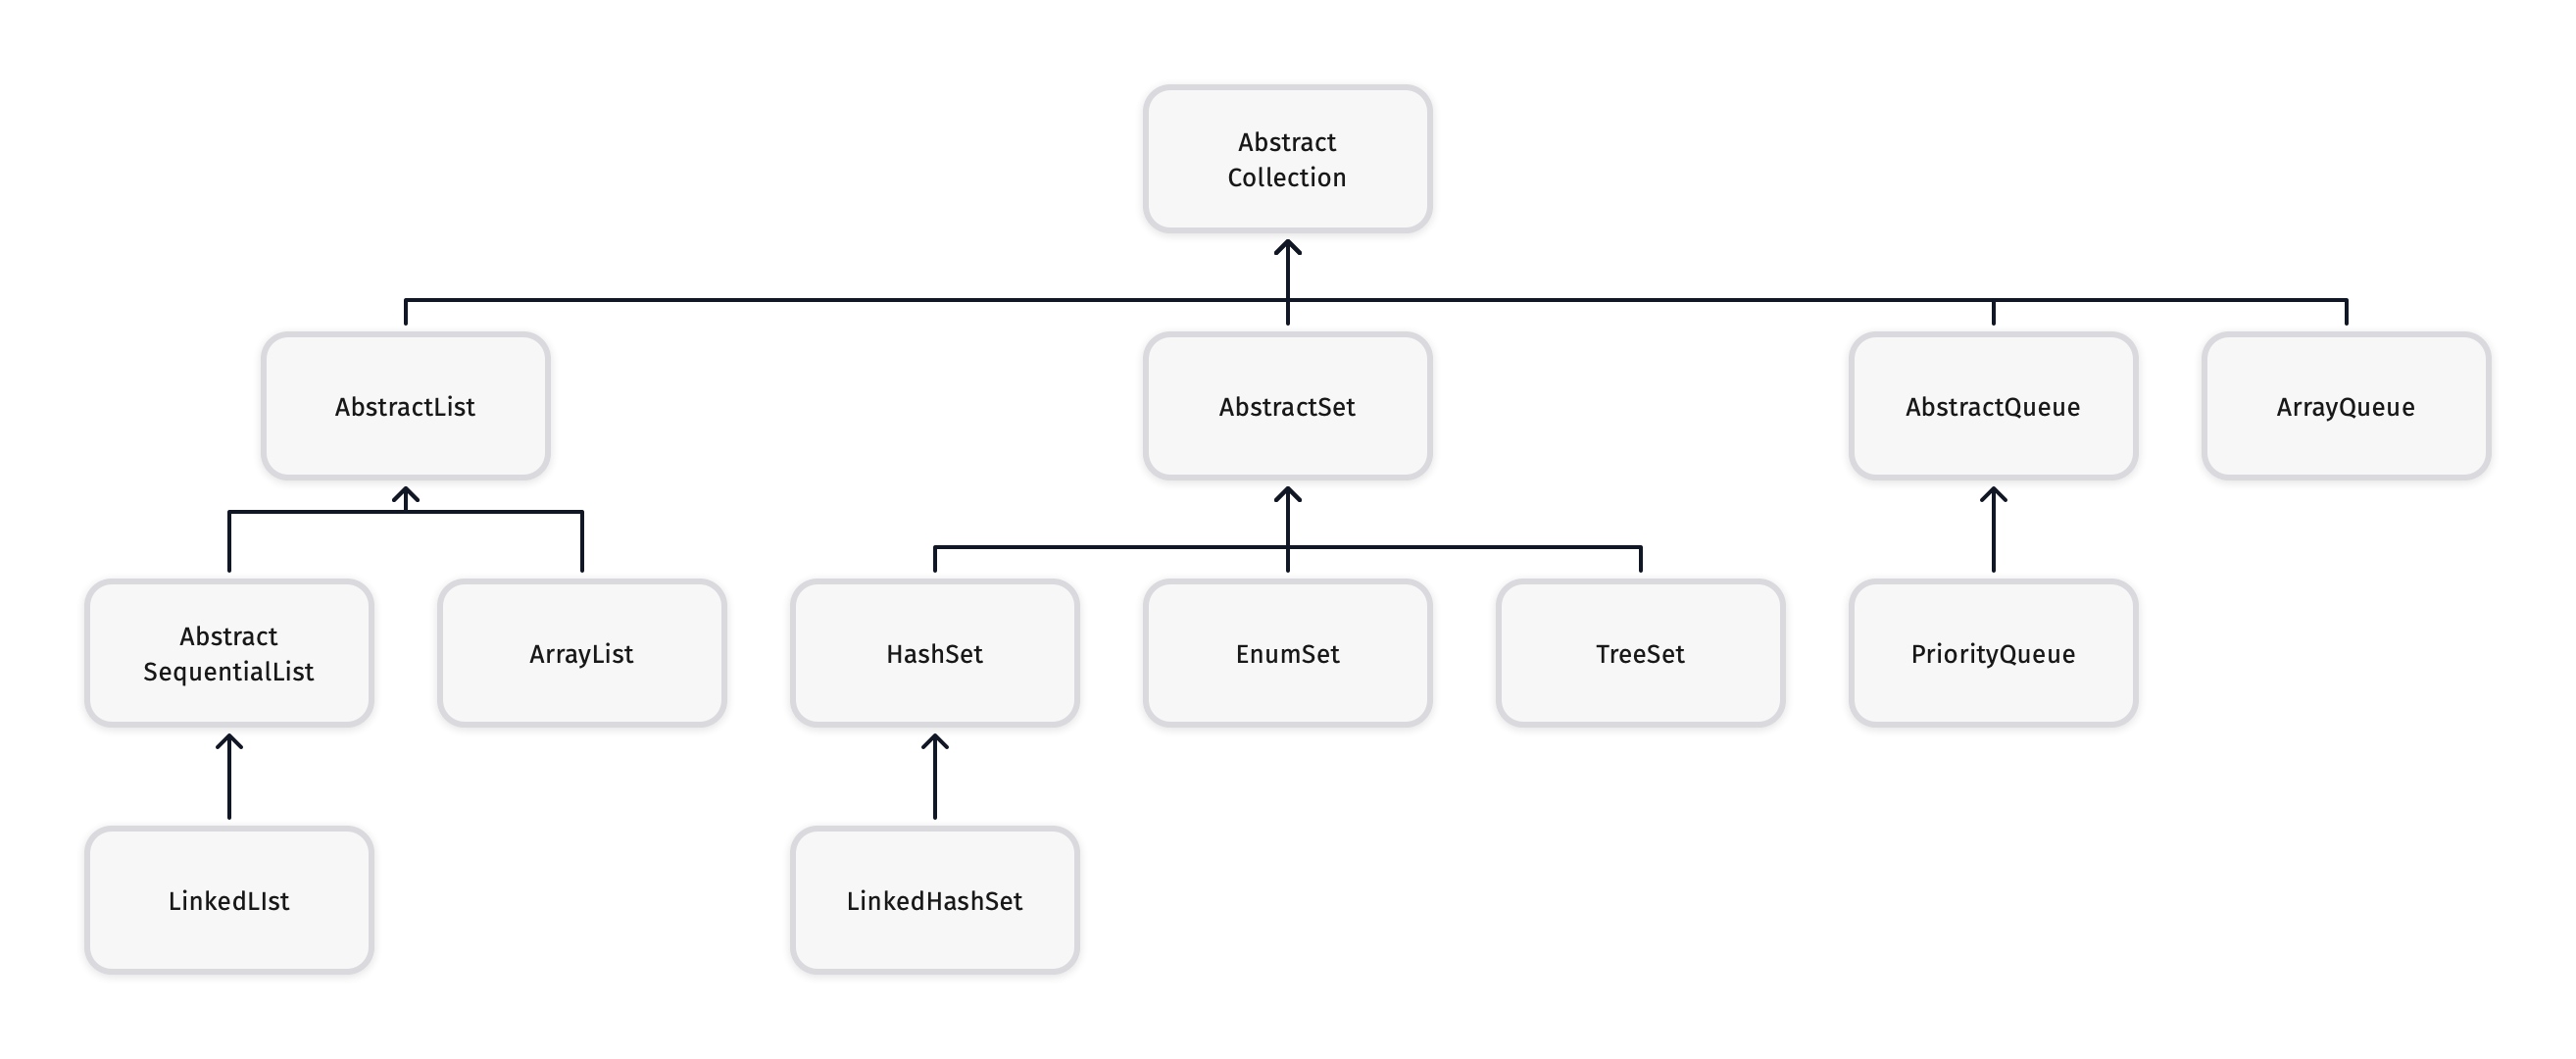 Abstract
Collection
AbstractList
AbstractSet
AbstractQueue
ArrayQueue
Abstract
SequentialList
ArrayList
HashSet
EnumSet
TreeSet
PriorityQueue
LinkedLIst
LinkedHashSet